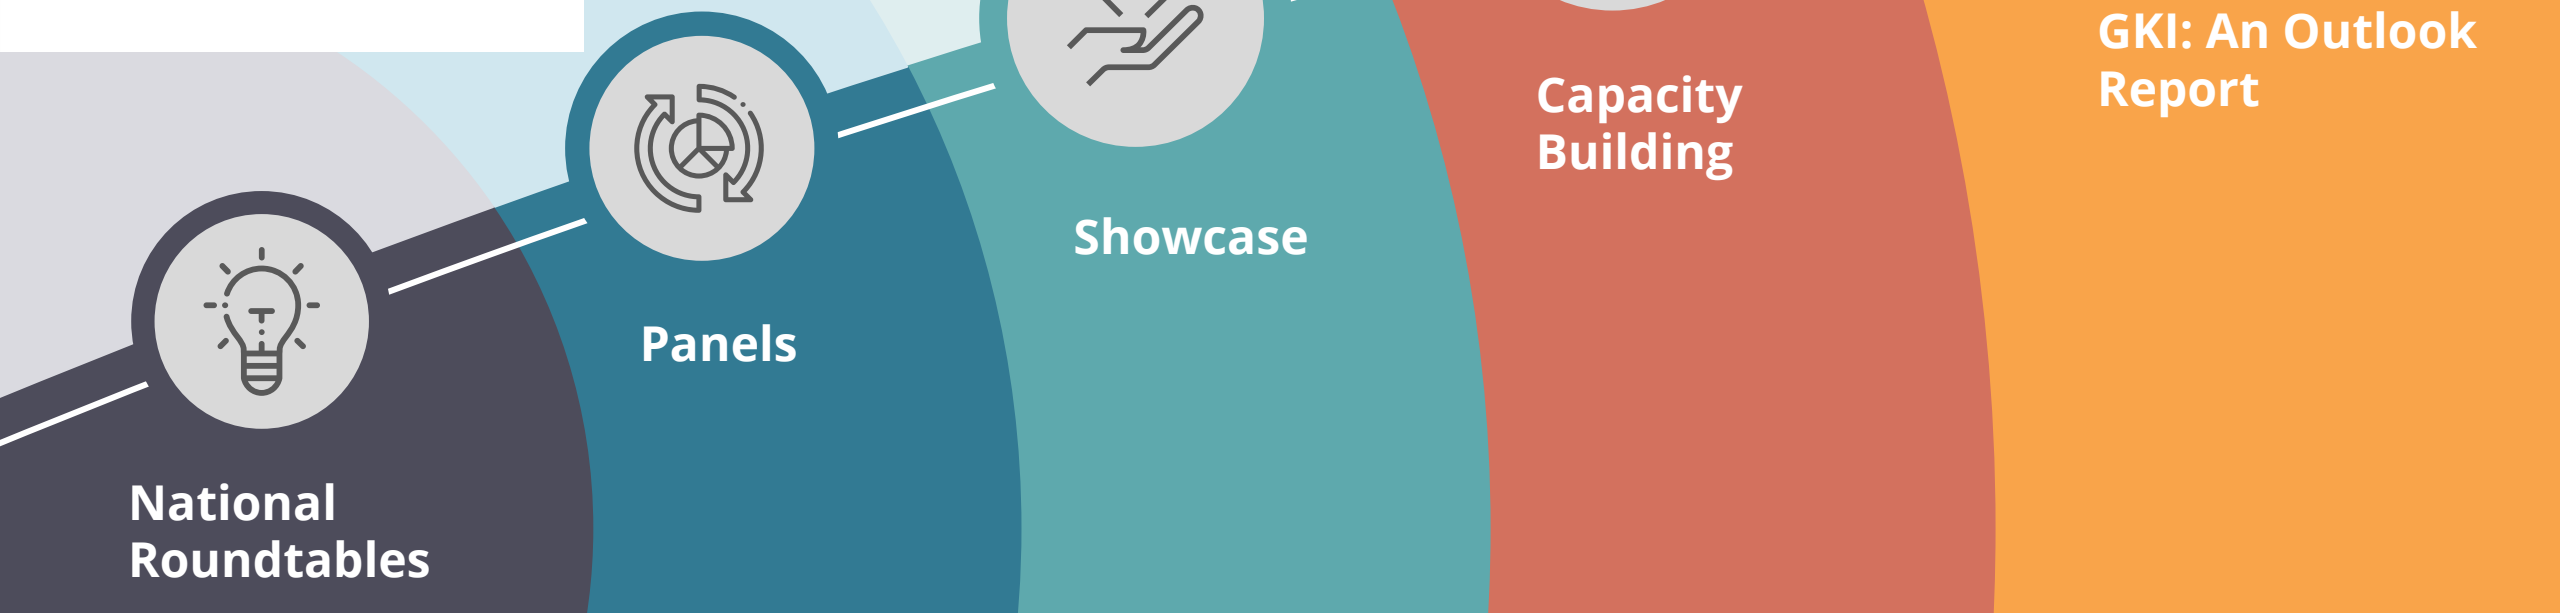 National
Roundtables
Panels
Showcase
Capacity
Building
GKI: An Outlook
Report